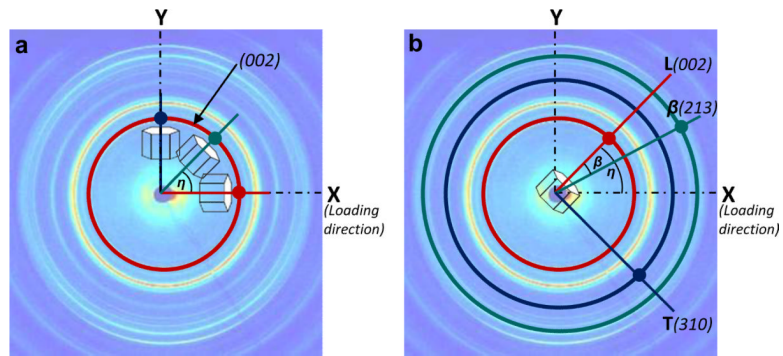 a
Y
(002)
η
X
(Loading
direction)
b
Y
L(002)
β(213)
β
η
X
(Loading
direction)
T(310)